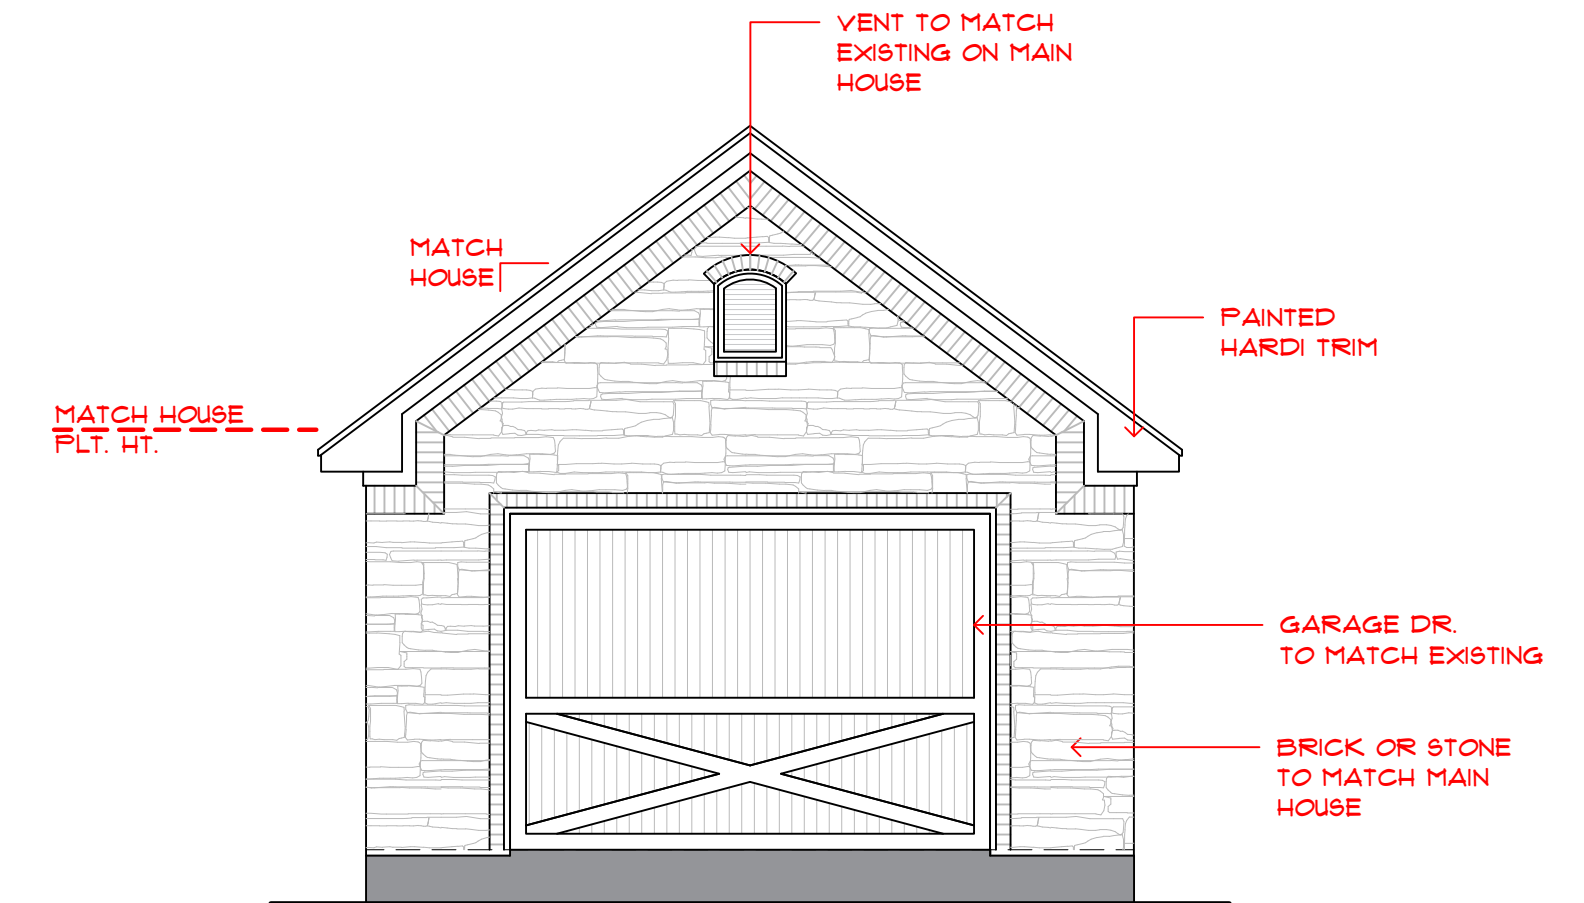 VENT TO MATCH
EXISTING ON MAIN
HOUSE
MATCH
HOUSE
PAINTED
HARDI TRIM
MATCH HOUSE
PLT. HT.
GARAGE DR.
TO MATCH EXISTING
BRICK OR STONE
TO MATCH MAIN
HOUSE